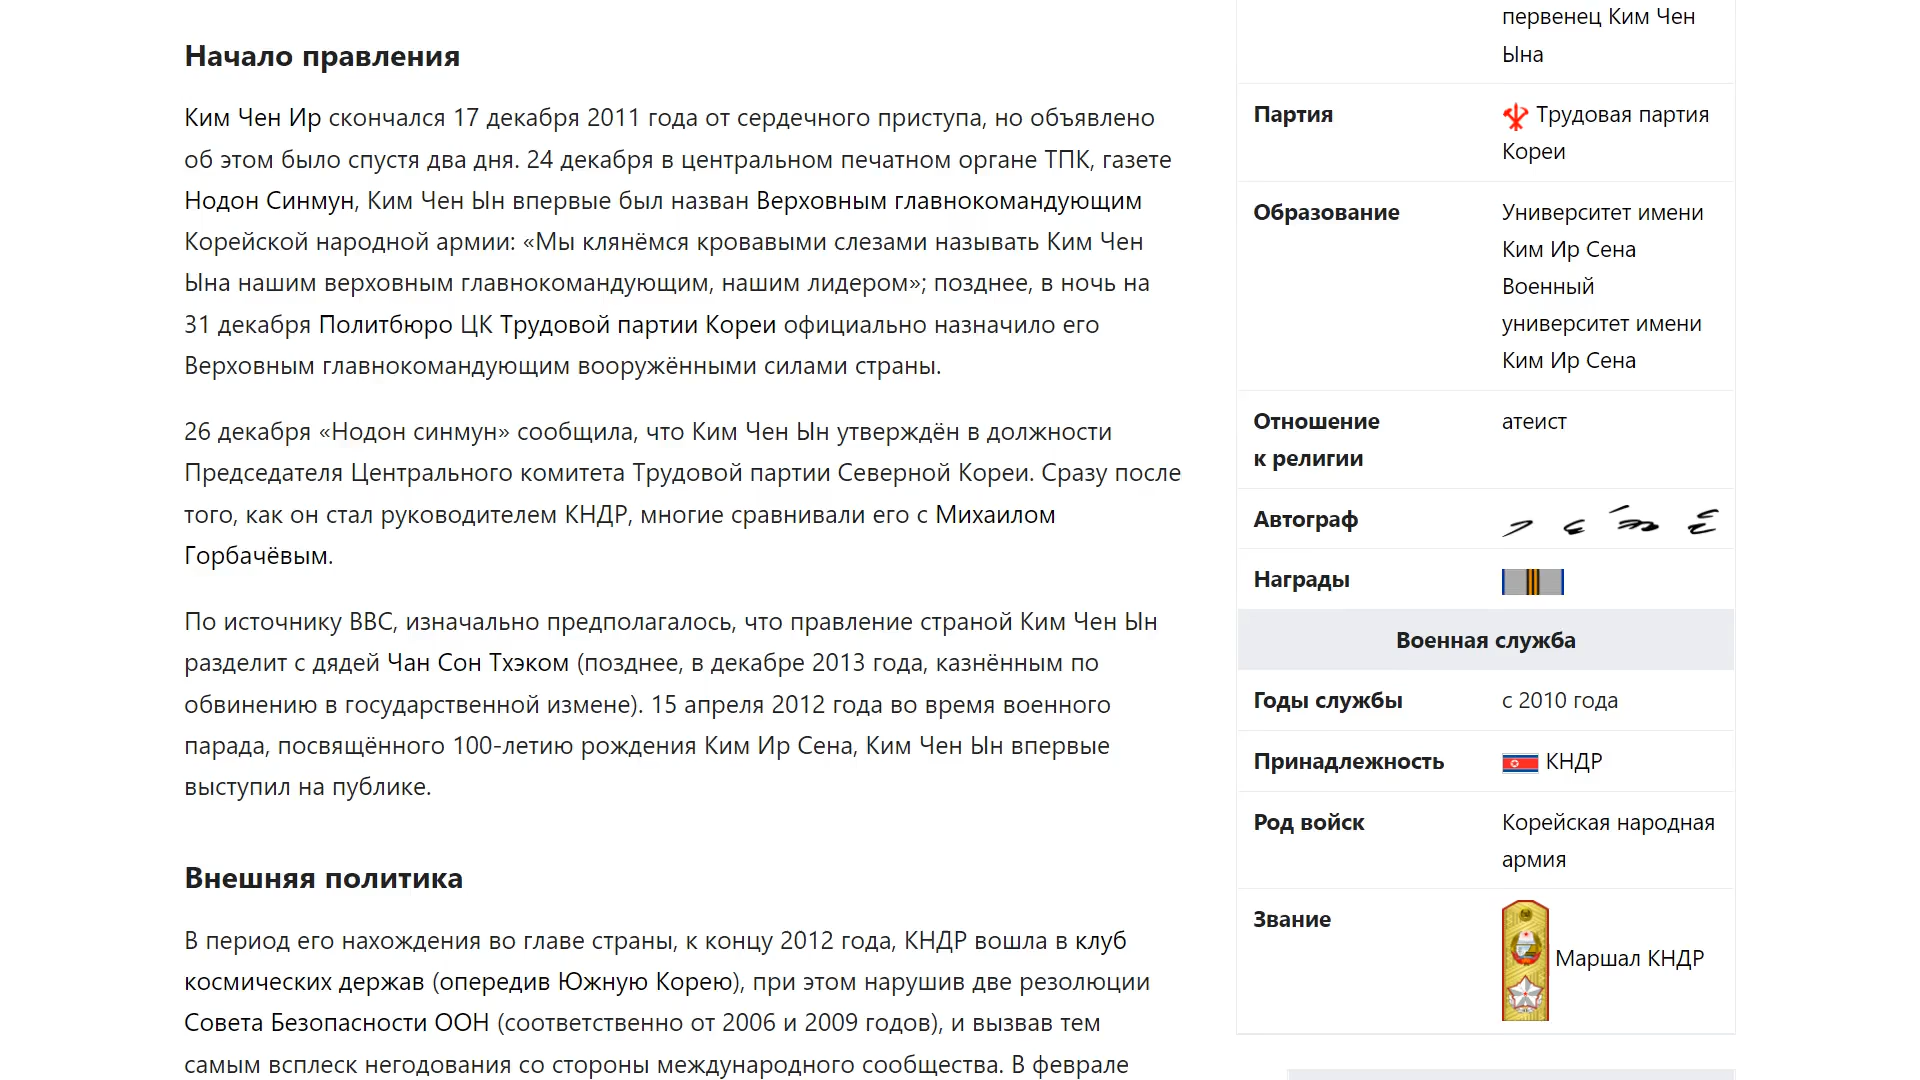 Начало правления
Ким Чен Ир скончался 17 декабря 2011 года от сердечного приступа, но объявлено
об этом было спустя два дня. 24 декабря в центральном печатном органе ТПК, газете
Нодон Синмун, Ким Чен Ын впервые был назван Верховным главнокомандующим
Корейской народной армии: «Мы клянёмся кровавыми слезами называть Ким Чен
Ына нашим верховным главнокомандующим, нашим лидером»; позднее, в ночь на
31 декабря Политбюро ЦК Трудовой партии Кореи официально назначило его
Верховным главнокомандующим вооружёнными силами страны.
26 декабря «Нодон синмун» сообщила, что Ким Чен Ын утверждён в должности
Председателя Центрального комитета Трудовой партии Северной Кореи. Сразу после
того, как он стал руководителем КНДР, многие сравнивали его с Михаилом
Горбачёвым.
По источнику BBC, изначально предполагалось, что правление страной Ким Чен Ын
разделит с дядей Чан Сон Тхэком (позднее, в декабре 2013 года, казнённым по
обвинению в государственной измене). 15 апреля 2012 года во время военного
парада, посвящённого 100-летию рождения Ким Ир Сена, Ким Чен Ын впервые
выступил на публике.
Внешняя политика
В период его нахождения во главе страны, к концу 2012 года, КНДР вошла в клуб
космических держав (опередив Южную Корею), при этом нарушив две резолюции
Совета Безопасности ООН (соответственно от 2006 и 2009 годов), и вызвав тем
самым всплеск негодования со стороны международного сообщества. В феврале
первенец Ким Чен
Ына
Партия
Трудовая партия
Кореи
Образование
Университет имени
Ким Ир Сена
Военный
университет имени
Ким Ир Сена
Отношение
к религии
атеист
Автограф
Награды
Военная служба
Годы службы
с 2010 года
Принадлежность
КНДР
Род войск
Корейская народная
армия
Звание
Маршал КНДР